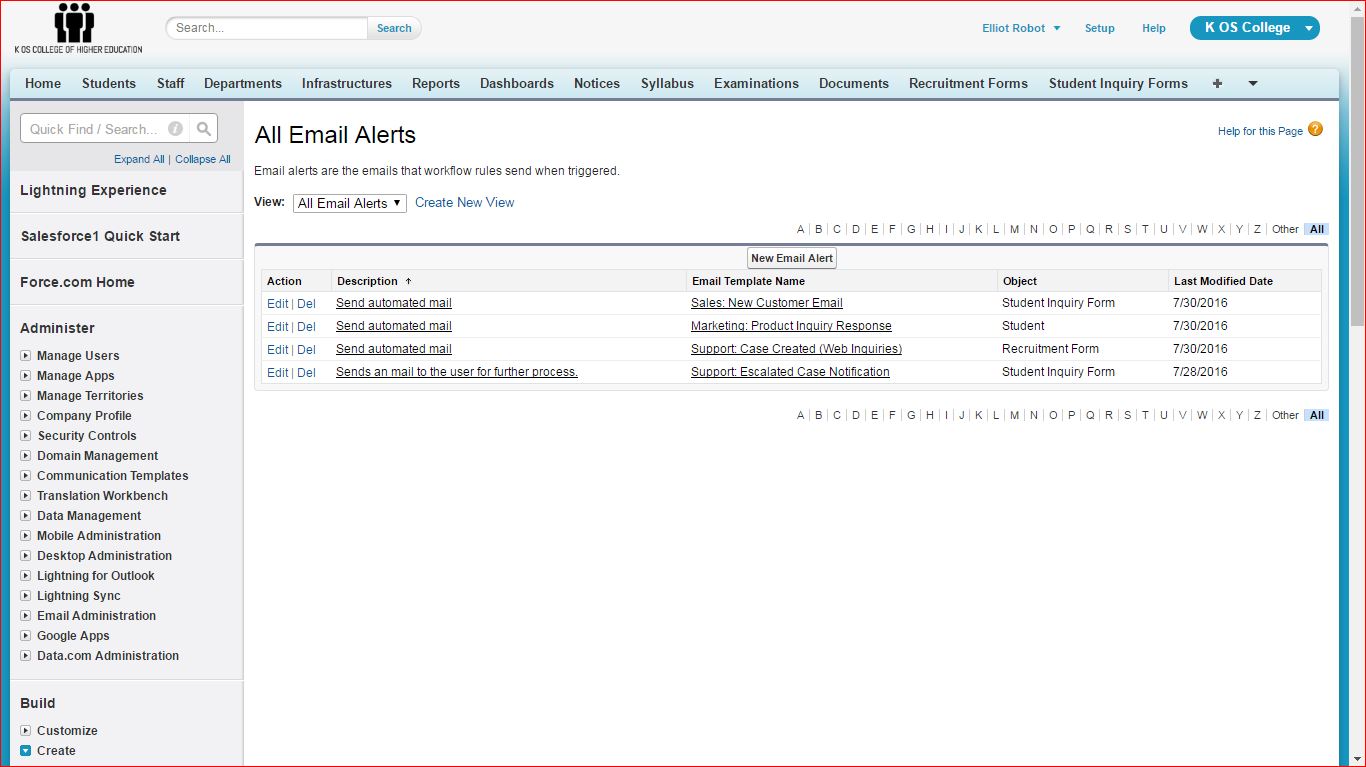 K OS COLLEGE OF HIGHER EDUCATION
Search... Search
Elliot Robot Setup Help K OS College
Home Students Staff Departments Infrastructures Reports Dashboards Notices Syllabus Examinations Documents Recruitment Forms Student Inquiry Forms
Quick Find / Search...
Expand All | Collapse All
Lightning Experience
Salesforce1 Quick Start
Force.com Home
Administer
Manage Users
Manage Apps
Manage Territories
Company Profile
Security Controls
Domain Management
Communication Templates
Translation Workbench
Data Management
Mobile Administration
Desktop Administration
Lightning for Outlook
Lightning Sync
Email Administration
Google Apps
Data.com Administration
Build
Customize
Create
All Email Alerts
Help for this Page ?
Email alerts are the emails that workflow rules send when triggered.
View: All Email Alerts Create New View
A | B | C | D | E | F | G | H | I | J | K | L | M | N | O | P | Q | R | S | T | U | V | W | X | Y | Z | Other | All
New Email Alert
Action Description Email Template Name Object Last Modified Date
Edit | Del Send automated mail Sales: New Customer Email Student Inquiry Form 7/30/2016
Edit | Del Send automated mail Marketing: Product Inquiry Response Student 7/30/2016
Edit | Del Send automated mail Support: Case Created (Web Inquiries) Recruitment Form 7/30/2016
Edit | Del Sends an mail to the user for further process. Support: Escalated Case Notification Student Inquiry Form 7/28/2016
A | B | C | D | E | F | G | H | I | J | K | L | M | N | O | P | Q | R | S | T | U | V | W | X | Y | Z | Other | All